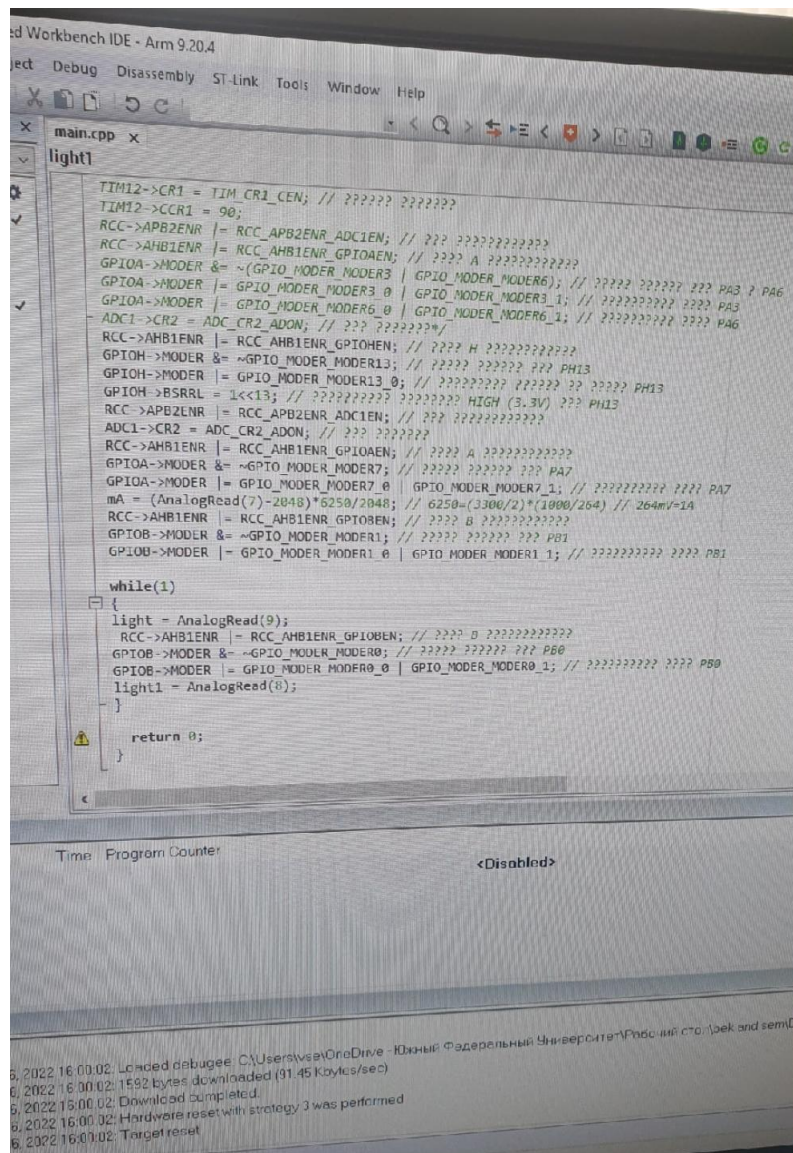 ed Workbench IDE - Arm 9.20.4
ject Debug Disassembly ST-Link Tools Window Help
main.cpp x
light1
TIM12->CR1 = TIM_CR1_CEN; // ?????? ???????
TIM12->CCR1 = 90;
RCC->APB2ENR |= RCC_APB2ENR_ADC1EN; // ??? ????????????
RCC->AHB1ENR |= RCC_AHB1ENR_GPIOAEN; // ???? A ????????????
GPIOA->MODER &= ~(GPIO_MODER_MODER3 | GPIO_MODER_MODER6); // ????? ?????? ??? PA3 ? PA6
GPIOA->MODER |= GPIO_MODER_MODER3_0 | GPIO_MODER_MODER3_1; // ?????????? ???? PA3
GPIOA->MODER |= GPIO_MODER_MODER6_0 | GPIO_MODER_MODER6_1; // ?????????? ???? PA6
ADC1->CR2 = ADC_CR2_ADON; // ??? ???????*/
RCC->AHB1ENR |= RCC_AHB1ENR_GPIOHEN; // ???? H ????????????
GPIOH->MODER &= ~GPIO_MODER_MODER13; // ????? ?????? ??? PH13
GPIOH->MODER |= GPIO_MODER_MODER13_0; // ????????? ?????? ?? ????? PH13
GPIOH->BSRRL = 1<<13; // ?????????? ???????? HIGH (3.3V) ??? PH13
RCC->APB2ENR |= RCC_APB2ENR_ADC1EN; // ??? ????????????
ADC1->CR2 = ADC_CR2_ADON; // ??? ???????
RCC->AHB1ENR |= RCC_AHB1ENR_GPIOAEN; // ???? A ????????????
GPIOA->MODER &= ~GPIO_MODER_MODER7; // ????? ?????? ??? PA7
GPIOA->MODER |= GPIO_MODER_MODER7_0 | GPIO_MODER_MODER7_1; // ?????????? ???? PA7
mA = (AnalogRead(7)-2048)*6250/2048; // 6250=(3300/2)*(1000/264) // 264mV=1A
RCC->AHB1ENR |= RCC_AHB1ENR_GPIOBEN; // ???? B ????????????
GPIOB->MODER &= ~GPIO_MODER_MODER1; // ????? ?????? ??? PB1
GPIOB->MODER |= GPIO_MODER_MODER1_0 | GPIO_MODER_MODER1_1; // ?????????? ???? PB1
while(1)
{
light = AnalogRead(9);
RCC->AHB1ENR |= RCC_AHB1ENR_GPIOBEN; // ???? B ????????????
GPIOB->MODER &= ~GPIO_MODER_MODER0; // ????? ?????? ??? PB0
GPIOB->MODER |= GPIO_MODER_MODER0_0 | GPIO_MODER_MODER0_1; // ?????????? ???? PB0
light1 = AnalogRead(8);
}
return 0;
}
Time Program Counter
<Disabled>
6, 2022 16:00:02: Loaded debugee: C:\Users\vse\OneDrive - Южный Федеральный Университет\Рабочий стол\bek and sem\D
6, 2022 16:00:02: 1592 bytes downloaded (91.45 Kbytes/sec)
6, 2022 16:00:02: Download completed.
6, 2022 16:00:02: Hardware reset with strategy 3 was performed
6, 2022 16:00:02: Target reset